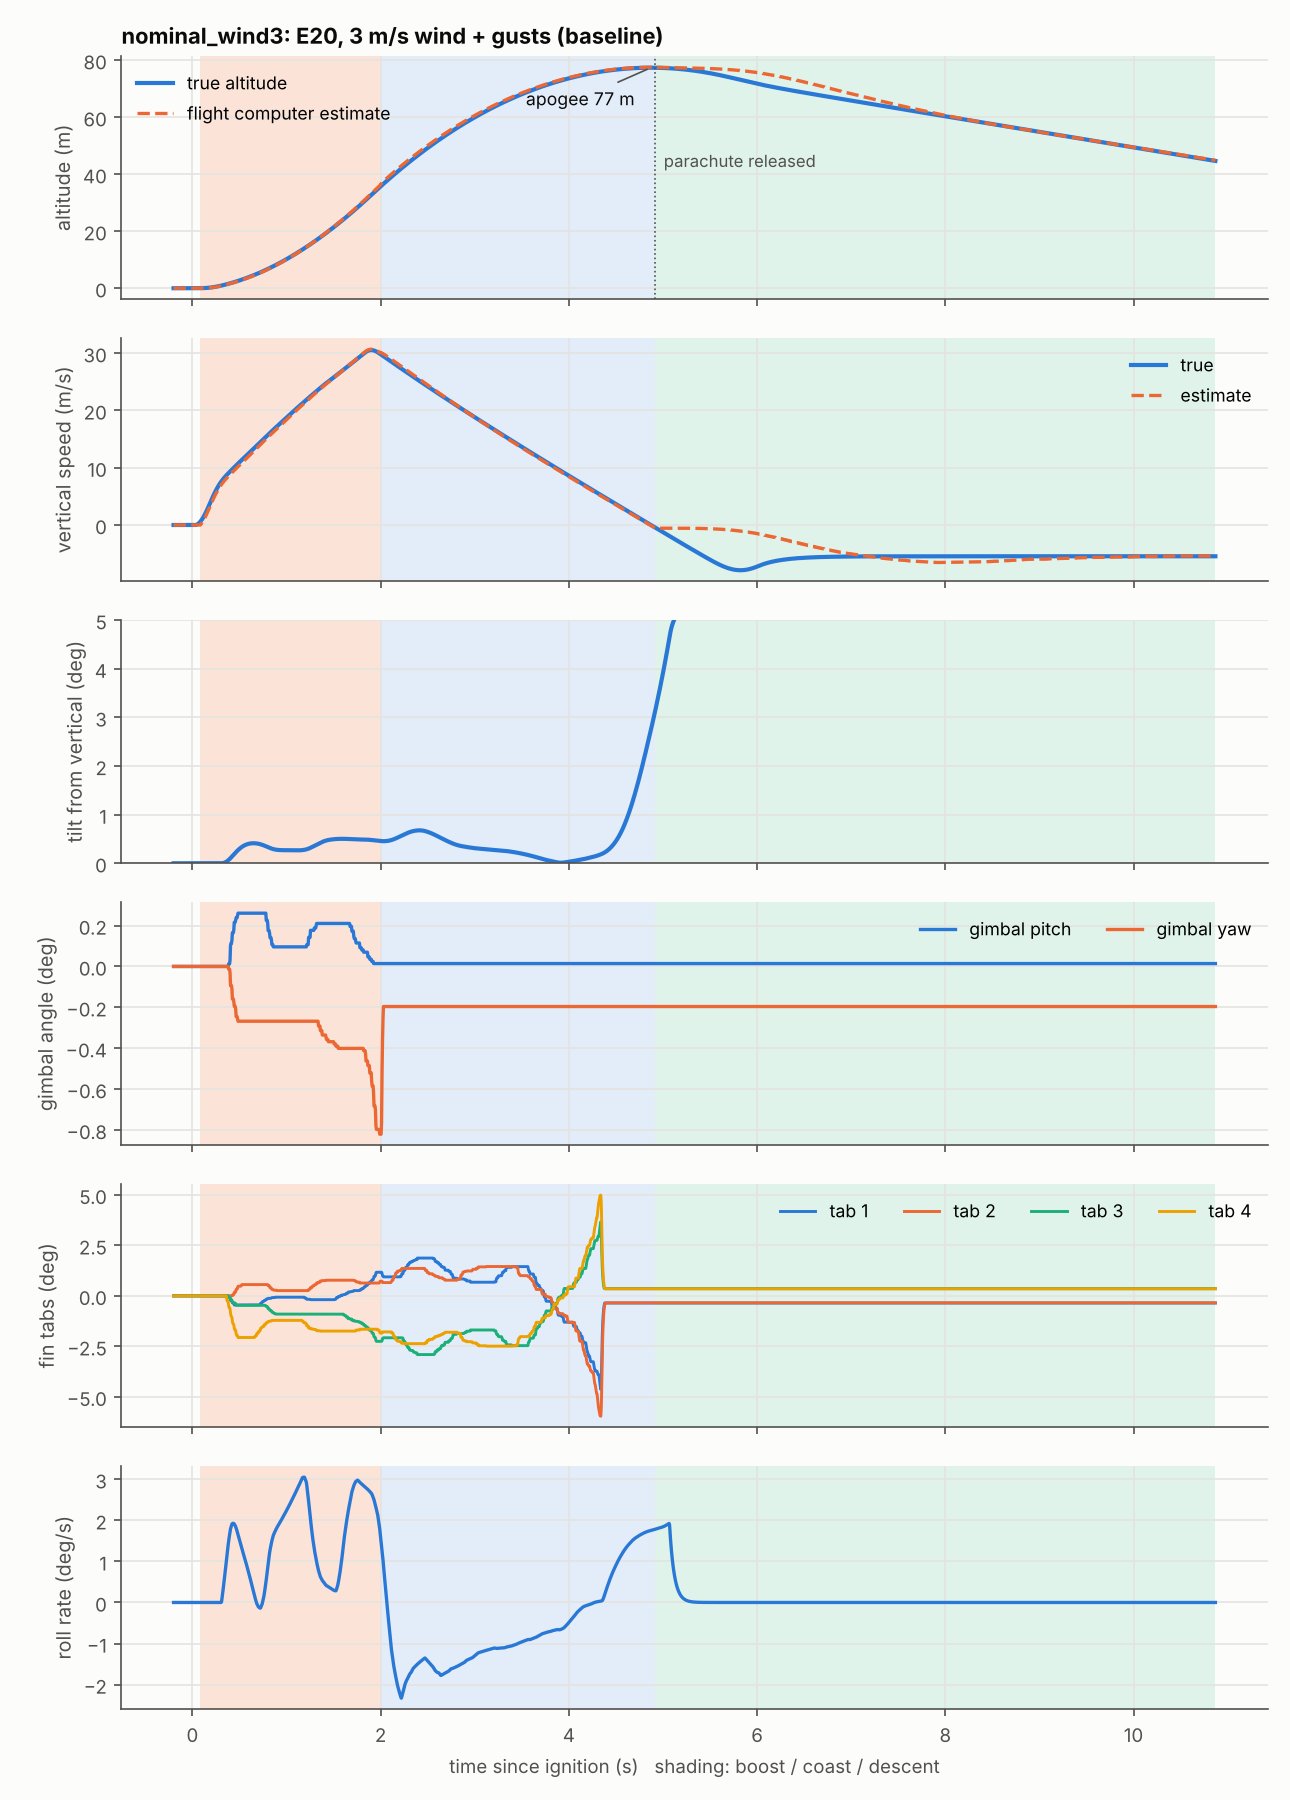 nominal_wind3: E20, 3 m/s wind + gusts (baseline)
80
60
40
20
0
altitude (m)
true altitude
flight computer estimate
apogee 77 m
parachute released
30
20
10
0
vertical speed (m/s)
true
estimate
5
4
3
2
1
0
tilt from vertical (deg)
0.2
0.0
−0.2
−0.4
−0.6
−0.8
gimbal angle (deg)
gimbal pitch
gimbal yaw
5.0
2.5
0.0
−2.5
−5.0
fin tabs (deg)
tab 1
tab 2
tab 3
tab 4
3
2
1
0
−1
−2
roll rate (deg/s)
0
2
4
6
8
10
time since ignition (s)   shading: boost / coast / descent